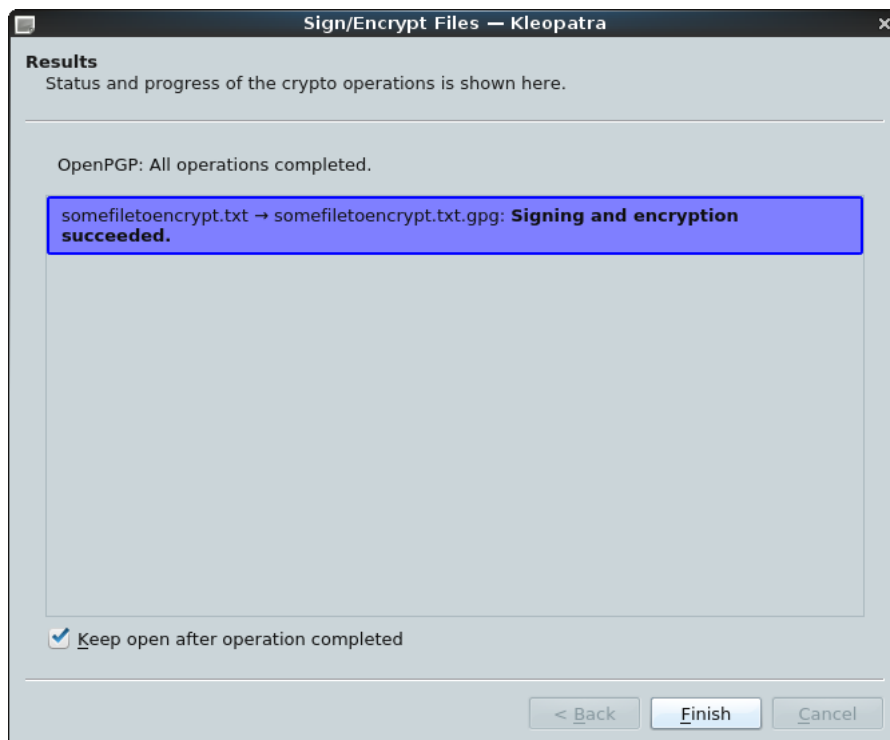 Sign/Encrypt Files — Kleopatra
Results
Status and progress of the crypto operations is shown here.
OpenPGP: All operations completed.
somefiletoencrypt.txt → somefiletoencrypt.txt.gpg: Signing and encryption
succeeded.
Keep open after operation completed
< Back Finish Cancel